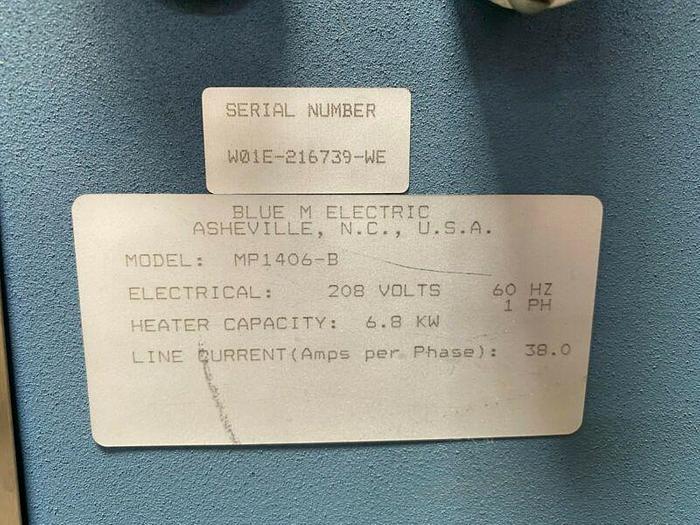 SERIAL NUMBER
W01E-216739-WE
BLUE M ELECTRIC
ASHEVILLE, N.C., U.S.A.
MODEL: MP1406-B
ELECTRICAL: 208 VOLTS 60 HZ
1 PH
HEATER CAPACITY: 6.8 KW
LINE CURRENT(Amps per Phase): 38.0